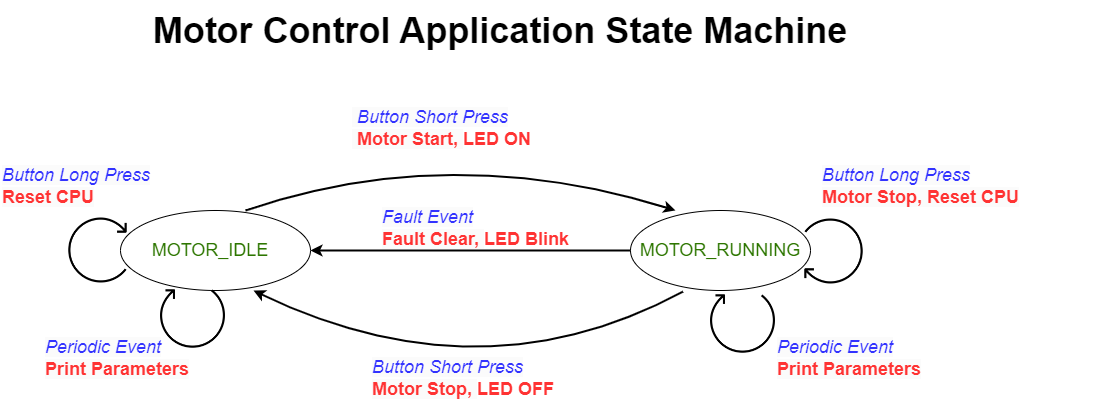 Motor Control Application State Machine
Button Short Press
Motor Start, LED ON
Button Long Press
Reset CPU
Button Long Press
Motor Stop, Reset CPU
Fault Event
Fault Clear, LED Blink
MOTOR_IDLE
MOTOR_RUNNING
Periodic Event
Print Parameters
Button Short Press
Motor Stop, LED OFF
Periodic Event
Print Parameters